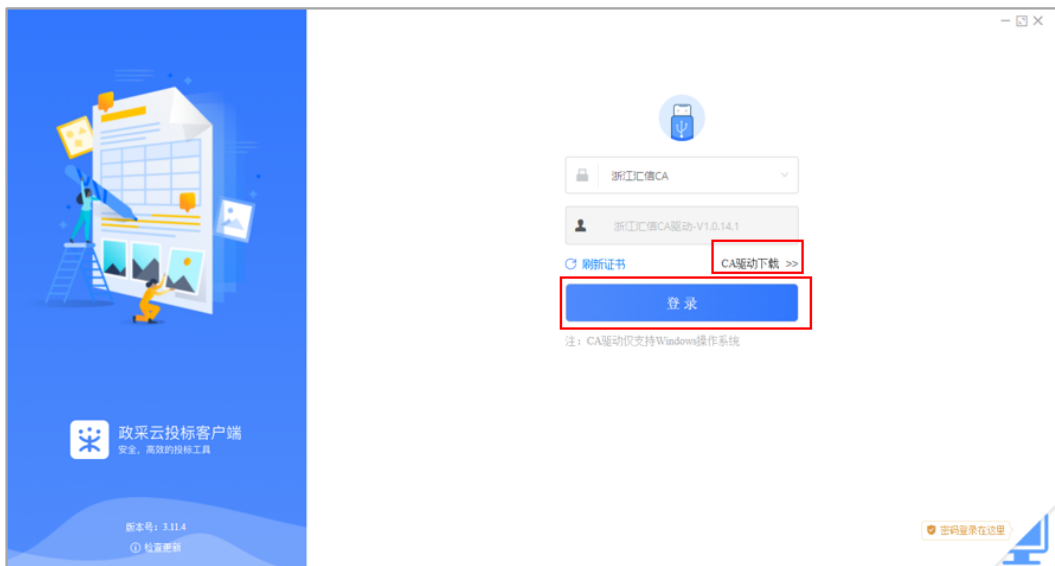 浙江汇信CA
浙江汇信CA驱动-V1.0.14.1
刷新证书
CA驱动下载 >>
登录
注：CA驱动仅支持Windows操作系统
政采云投标客户端
安全，高效的投标工具
版本号：3.11.4
检查更新
密码登录在这里